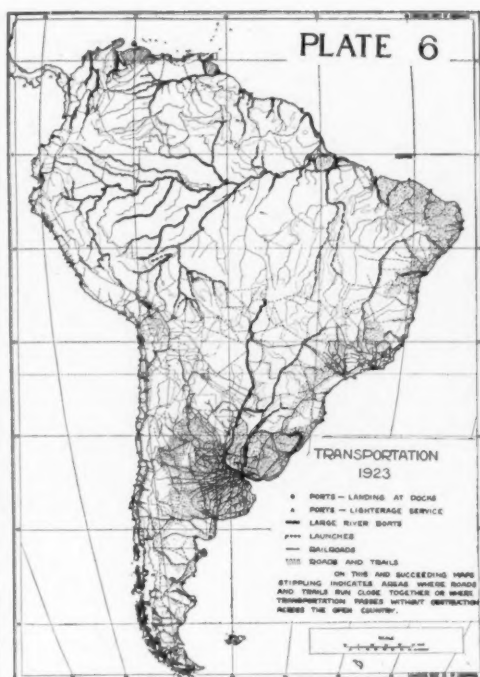 PLATE 6
TRANSPORTATION
1923
PORTS – LANDING AT DOCKS
PORTS – LIGHTERAGE SERVICE
LARGE RIVER BOATS
LAUNCHES
RAILROADS
ROADS AND TRAILS
ON THIS AND SUCCEEDING MAPS
STIPPLING INDICATES AREAS WHERE ROADS
AND TRAILS RUN CLOSE TOGETHER OR WHERE
TRANSPORTATION PASSES WITHOUT OBSTRUCTION
ACROSS THE OPEN COUNTRY.
SCALE